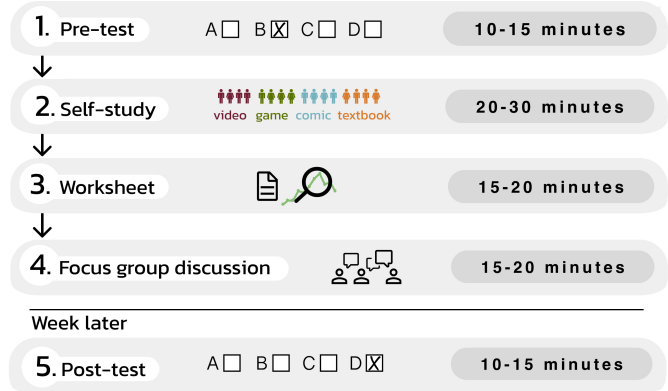 1. Pre-test A B X C D 10-15 minutes
2. Self-study video game comic textbook 20-30 minutes
3. Worksheet 15-20 minutes
4. Focus group discussion 15-20 minutes
Week later
5. Post-test A B C D X 10-15 minutes